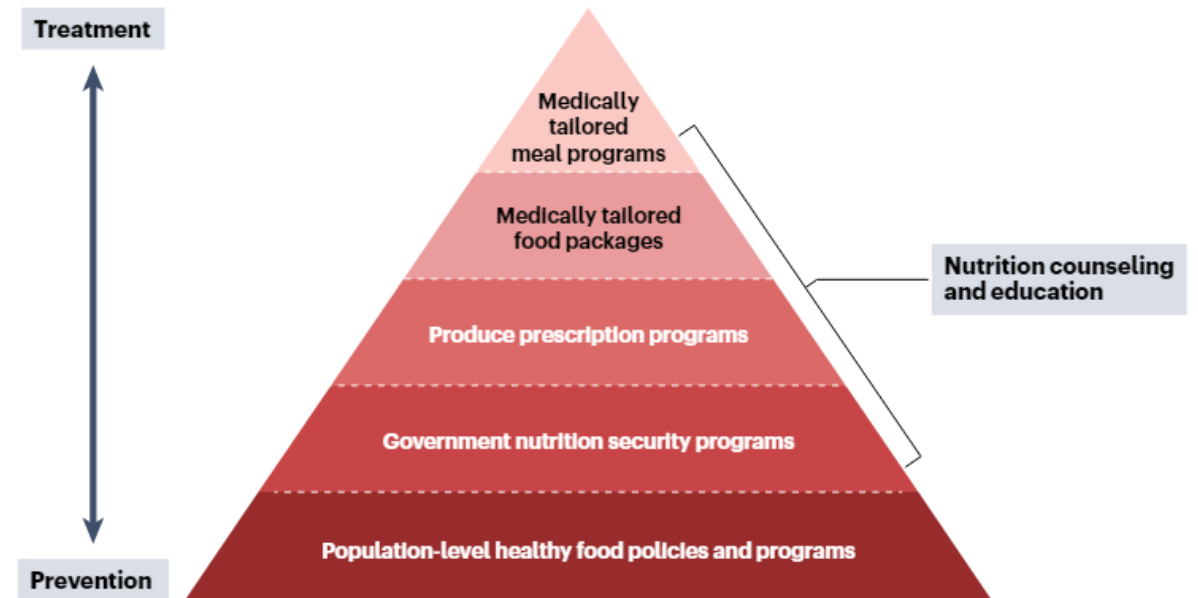 Treatment
Medically
tailored
meal programs
Medically tailored
food packages
Nutrition counseling
and education
Produce prescription programs
Government nutrition security programs
Population-level healthy food policies and programs
Prevention